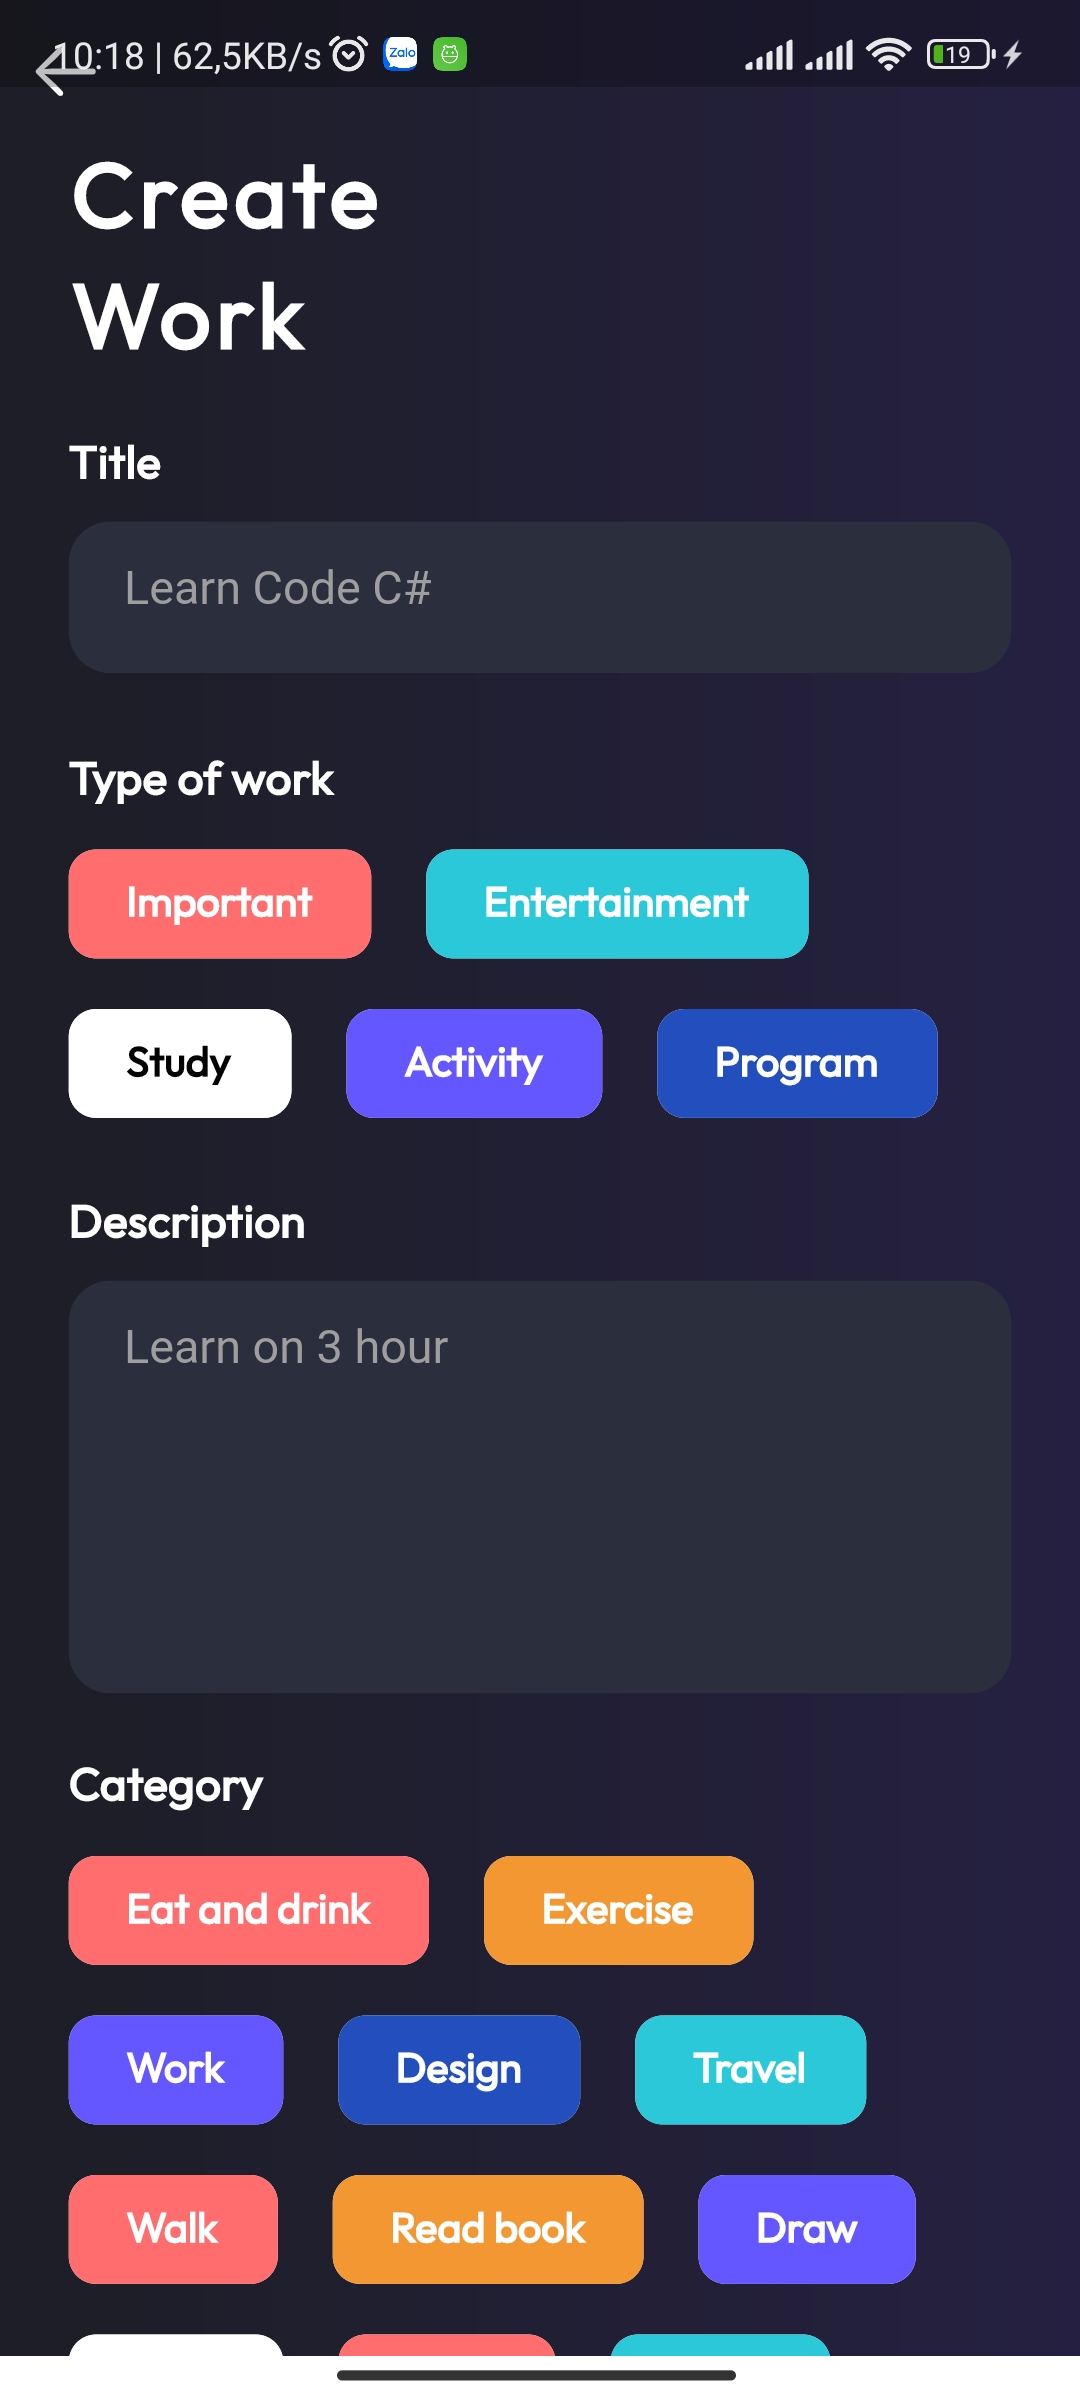 10:18 | 62,5KB/s Zalo 19
Create
Work
Title
Learn Code C#
Type of work
Important Entertainment
Study Activity Program
Description
Learn on 3 hour
Category
Eat and drink Exercise
Work Design Travel
Walk Read book Draw